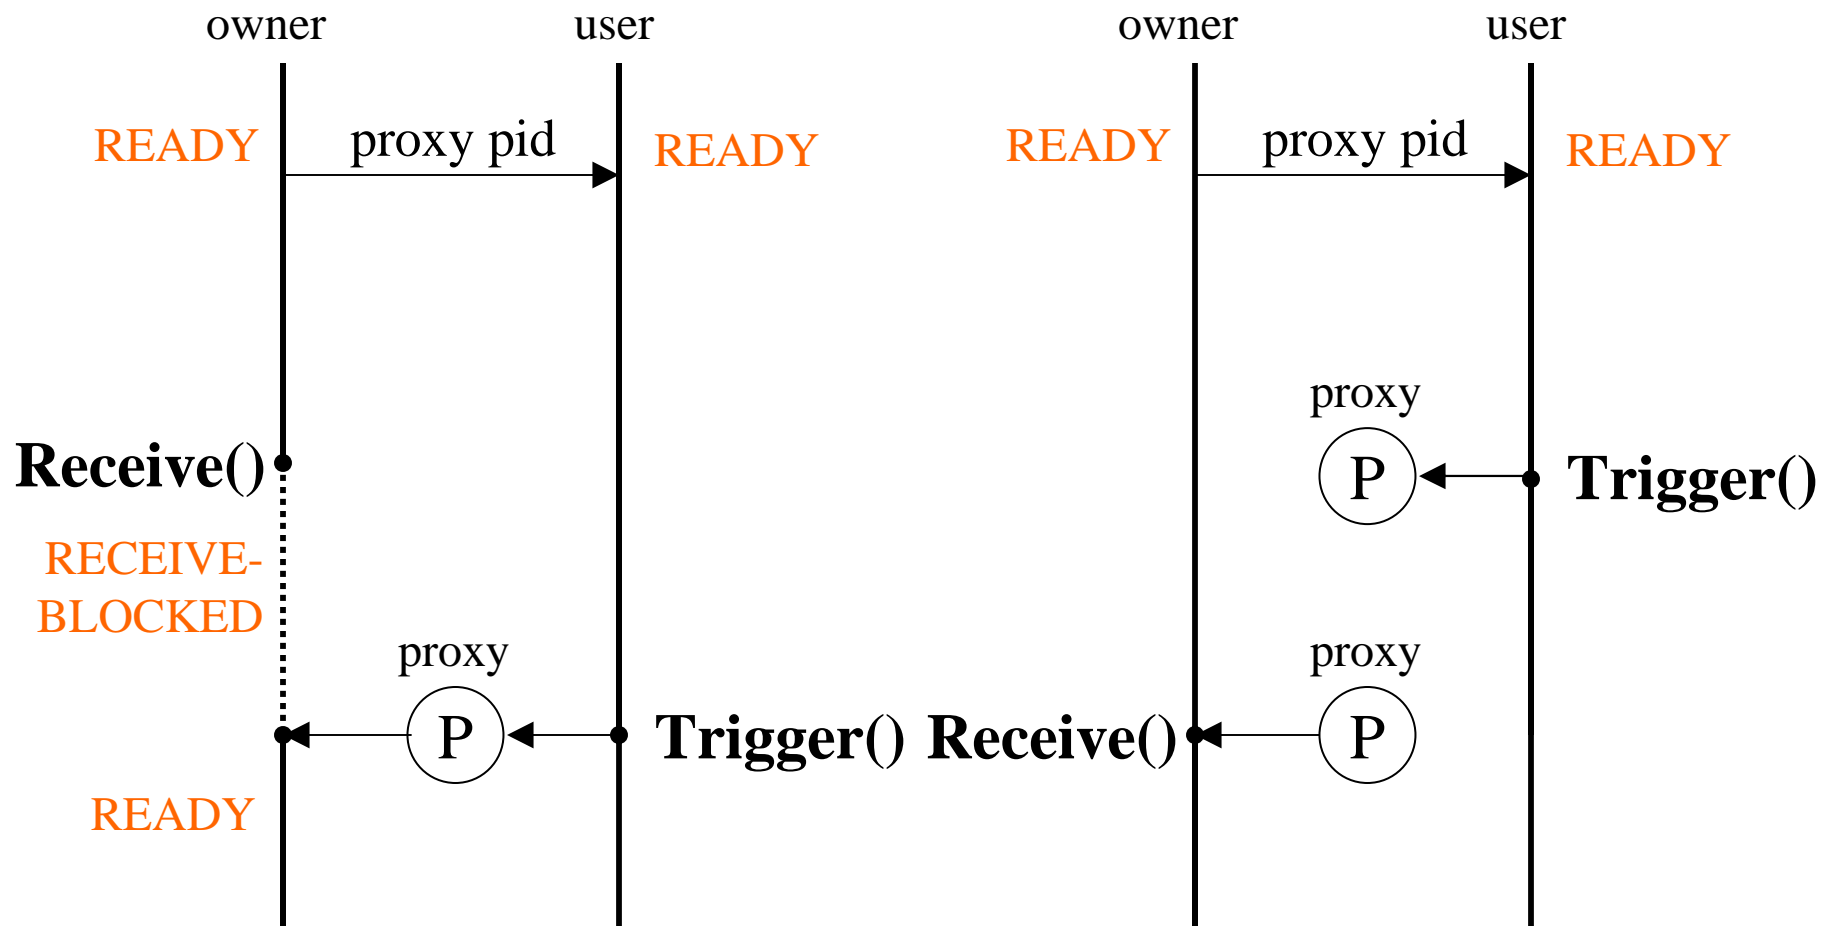 owner user owner user
READY proxy pid READY READY proxy pid READY
proxy
Receive() P Trigger()
RECEIVE-
BLOCKED
proxy proxy
P Trigger() Receive() P
READY